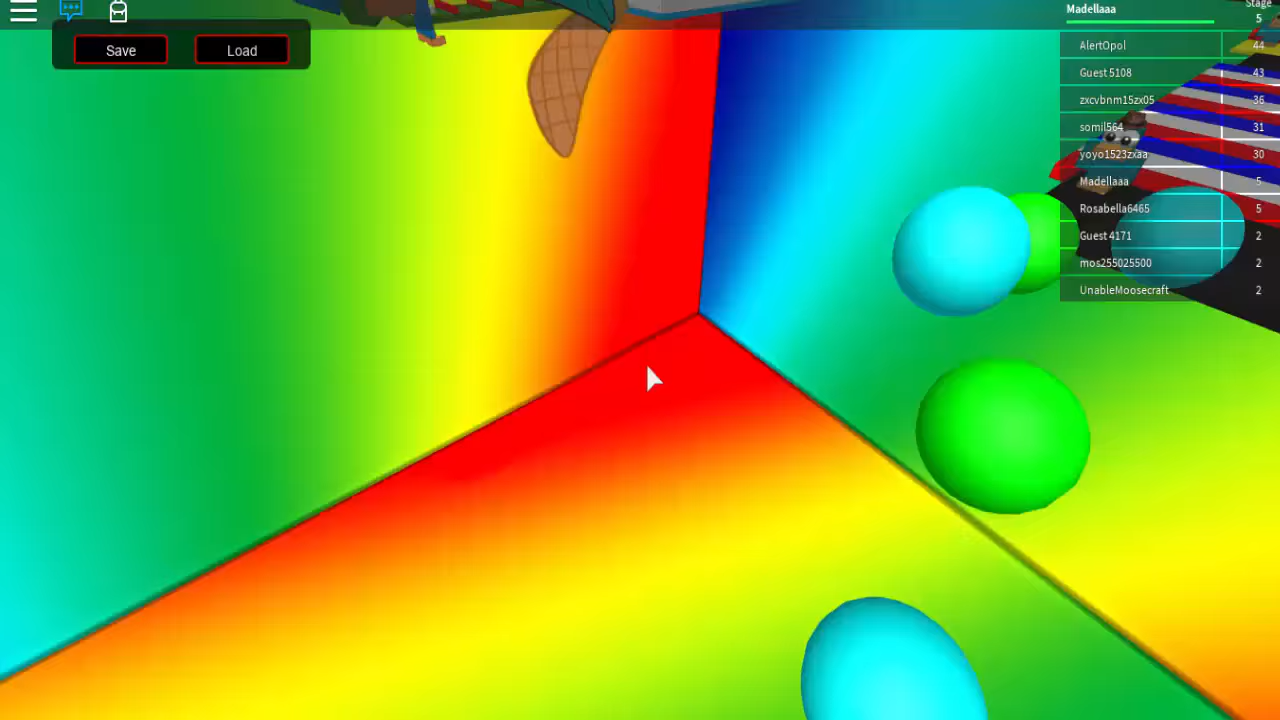 Save Load
Madellaaa Stage
5
AlertOpol 44
Guest 5108 43
zxcvbnm15zx05 36
somil564 31
yoyo1523zxaa 30
Madellaaa 5
Rosabella6465 5
Guest 4171 2
mos255025500 2
UnableMoosecraft 2